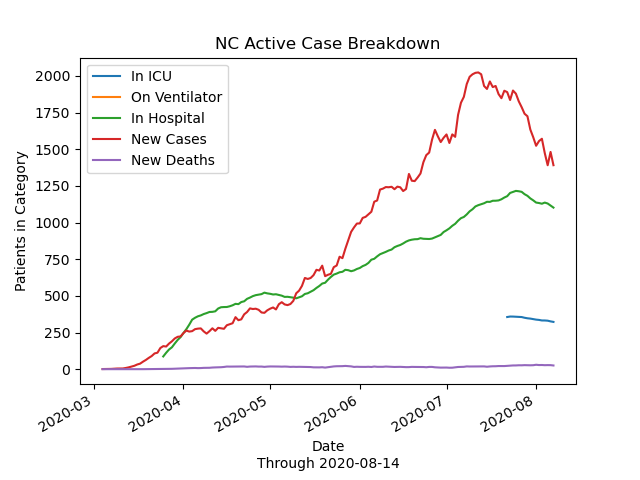 NC Active Case Breakdown
In ICU
On Ventilator
In Hospital
New Cases
New Deaths
Patients in Category
2000
1750
1500
1250
1000
750
500
250
0
2020-03
2020-04
2020-05
2020-06
2020-07
2020-08
Date
Through 2020-08-14